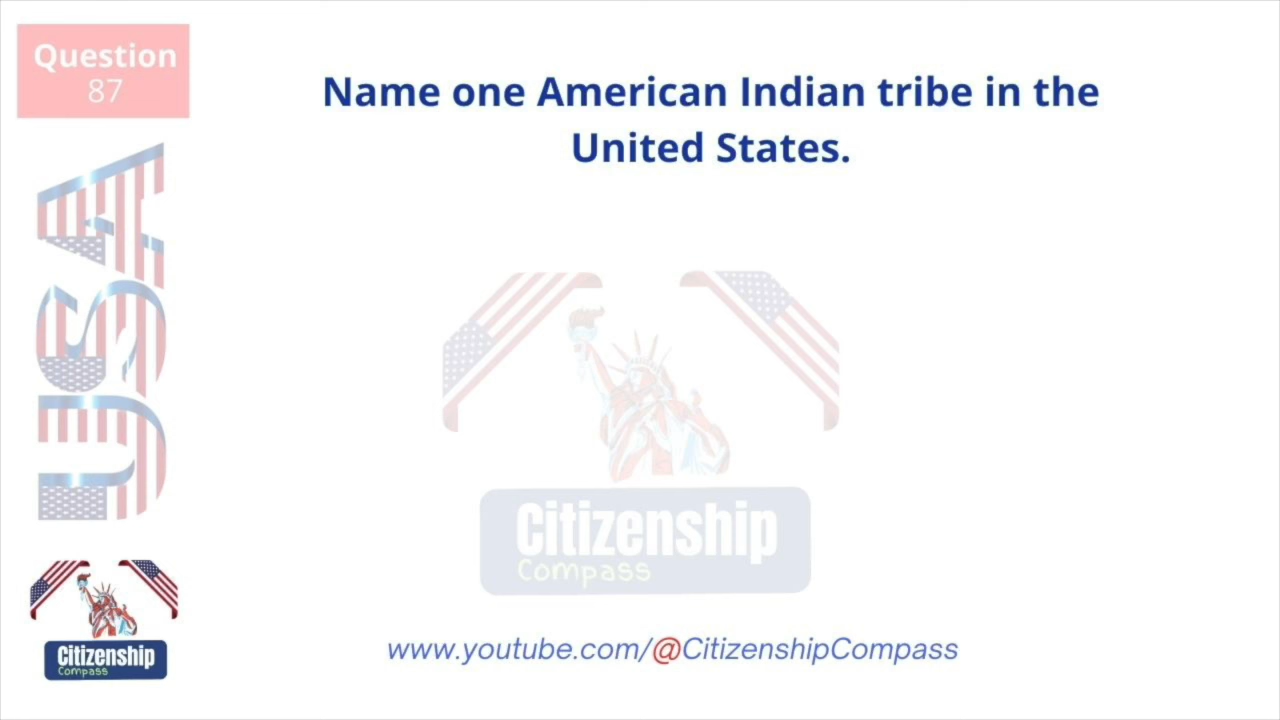 Question
87
Name one American Indian tribe in the
United States.
USA
Citizenship
Compass
Citizenship
Compass
www.youtube.com/@CitizenshipCompass